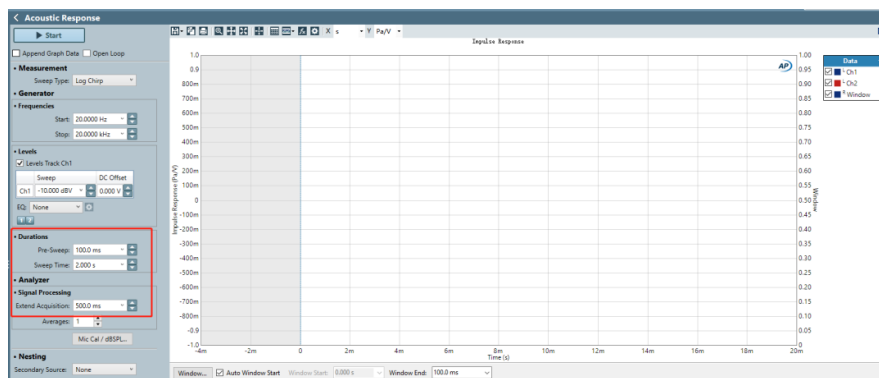 Acoustic Response
Start
Append Graph Data Open Loop
Measurement
Sweep Type: Log Chirp
Generator
Frequencies
Start: 20.0000 Hz
Stop: 20.0000 kHz
Levels
Levels Track Ch1
Sweep DC Offset
Ch1 -10.000 dBV 0.000 V
EQ: None
1 2
Durations
Pre-Sweep: 100.0 ms
Sweep Time: 2.000 s
Analyzer
Signal Processing
Extend Acquisition: 500.0 ms
Averages: 1
Mic Cal / dBSPL...
Nesting
Secondary Source: None
X s Y Pa/V
Impulse Response
1.0
0.9
800m
700m
600m
500m
400m
300m
200m
100m
0
-100m
-200m
-300m
-400m
-500m
-600m
-700m
-800m
-0.9
-1.0
Impulse Response (Pa/V)
-4m -2m 0 2m 4m 6m 8m 10m 12m 14m 16m 18m 20m
Time (s)
AP
1.00
0.95
0.90
0.85
0.80
0.75
0.70
0.65
0.60
0.55
0.50
0.45
0.40
0.35
0.30
0.25
0.20
0.15
0.10
0.05
0
Window
Data
L Ch1
L Ch2
R Window
Window... Auto Window Start Window Start: 0.000 s Window End: 100.0 ms